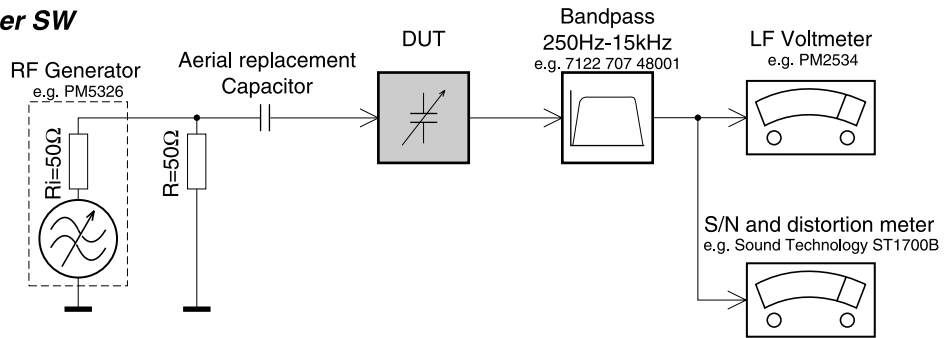 er SW
RF Generator
e.g. PM5326
Ri=50Ω
R=50Ω
Aerial replacement
Capacitor
DUT
Bandpass
250Hz-15kHz
e.g. 7122 707 48001
LF Voltmeter
e.g. PM2534
S/N and distortion meter
e.g. Sound Technology ST1700B